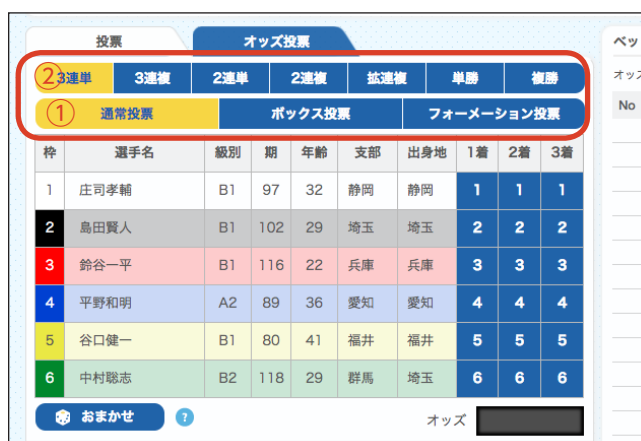 投票 オッズ投票 ベッ
②3連単 3連複 2連単 2連複 拡連複 単勝 複勝 オッズ
①通常投票 ボックス投票 フォーメーション投票 No
枠 選手名 級別 期 年齢 支部 出身地 1着 2着 3着
1 庄司孝輔 B1 97 32 静岡 静岡 1 1 1
2 島田賢人 B1 102 29 埼玉 埼玉 2 2 2
3 鈴谷一平 B1 116 22 兵庫 兵庫 3 3 3
4 平野和明 A2 89 36 愛知 愛知 4 4 4
5 谷口健一 B1 80 41 福井 福井 5 5 5
6 中村聡志 B2 118 29 群馬 埼玉 6 6 6
おまかせ ? オッズ